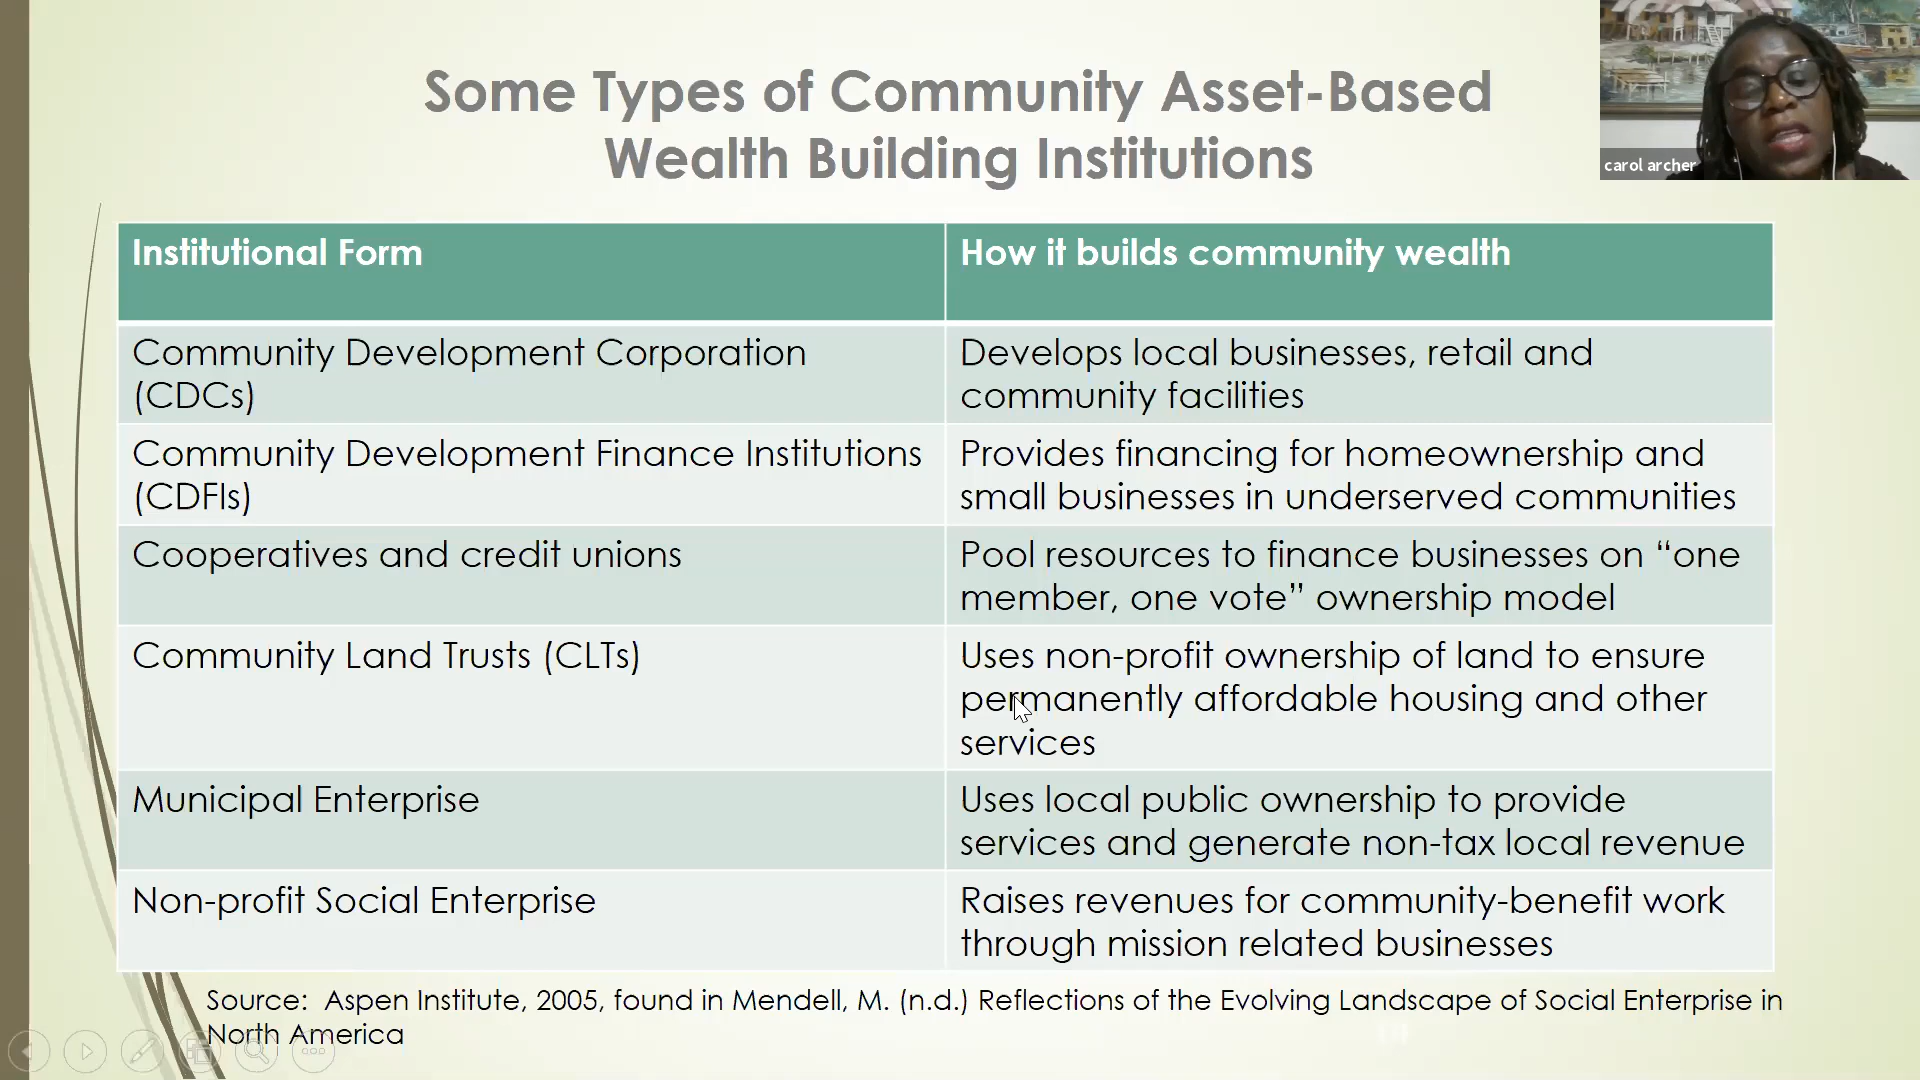 Some Types of Community Asset-Based
Wealth Building Institutions
carol archer
Institutional Form
How it builds community wealth
Community Development Corporation
(CDCs)
Develops local businesses, retail and
community facilities
Community Development Finance Institutions
(CDFIs)
Provides financing for homeownership and
small businesses in underserved communities
Cooperatives and credit unions
Pool resources to finance businesses on “one
member, one vote” ownership model
Community Land Trusts (CLTs)
Uses non-profit ownership of land to ensure
permanently affordable housing and other
services
Municipal Enterprise
Uses local public ownership to provide
services and generate non-tax local revenue
Non-profit Social Enterprise
Raises revenues for community-benefit work
through mission related businesses
Source: Aspen Institute, 2005, found in Mendell, M. (n.d.) Reflections of the Evolving Landscape of Social Enterprise in
North America